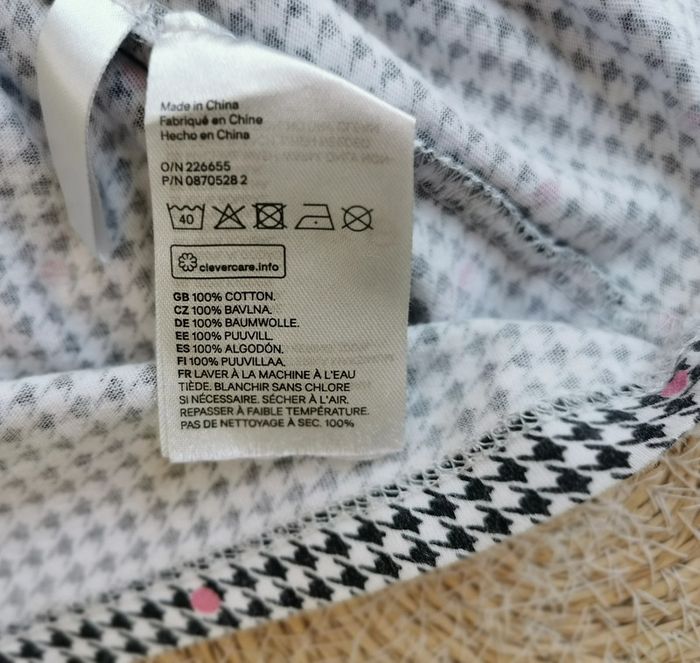 Made in China
Fabriqué en Chine
Hecho en China
O/N 226655
P/N 0870528 2
40
clevercare.info
GB 100% COTTON.
CZ 100% BAVLNA.
DE 100% BAUMWOLLE.
EE 100% PUUVILL.
ES 100% ALGODÓN.
FI 100% PUUVILLAA.
FR LAVER À LA MACHINE À L'EAU
TIÈDE. BLANCHIR SANS CHLORE
SI NÉCESSAIRE. SÉCHER À L'AIR.
REPASSER À FAIBLE TEMPÉRATURE.
PAS DE NETTOYAGE À SEC. 100%